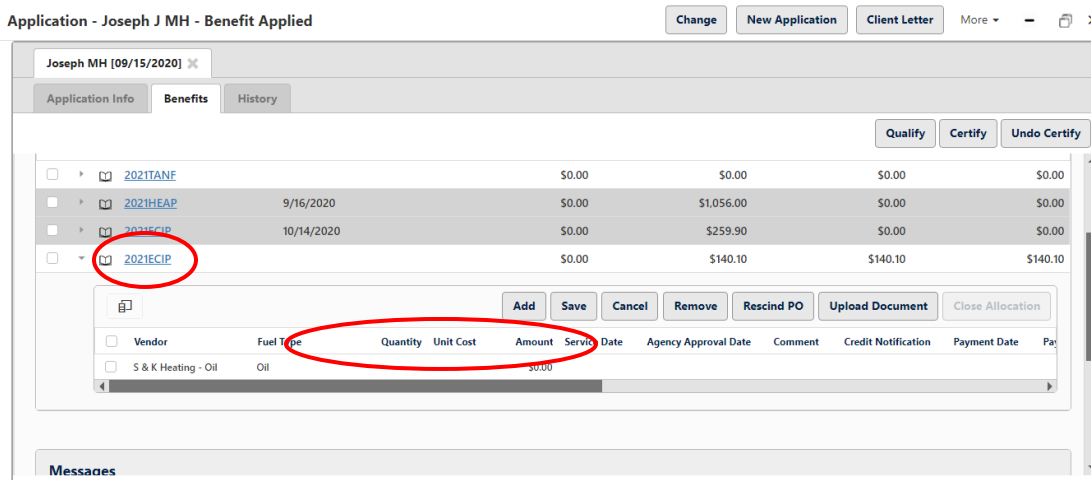 Application - Joseph J MH - Benefit Applied Change New Application Client Letter More
Joseph MH [09/15/2020]
Application Info Benefits History
Qualify Certify Undo Certify
2021TANF $0.00 $0.00 $0.00 $0.00
2021HEAP 9/16/2020 $0.00 $1,056.00 $0.00 $0.00
2021ECIP 10/14/2020 $0.00 $259.90 $0.00 $0.00
2021ECIP $0.00 $140.10 $140.10 $140.10
Add Save Cancel Remove Rescind PO Upload Document Close Allocation
Vendor Fuel Type Quantity Unit Cost Amount Service Date Agency Approval Date Comment Credit Notification Payment Date
S & K Heating - Oil Oil $0.00
Messages